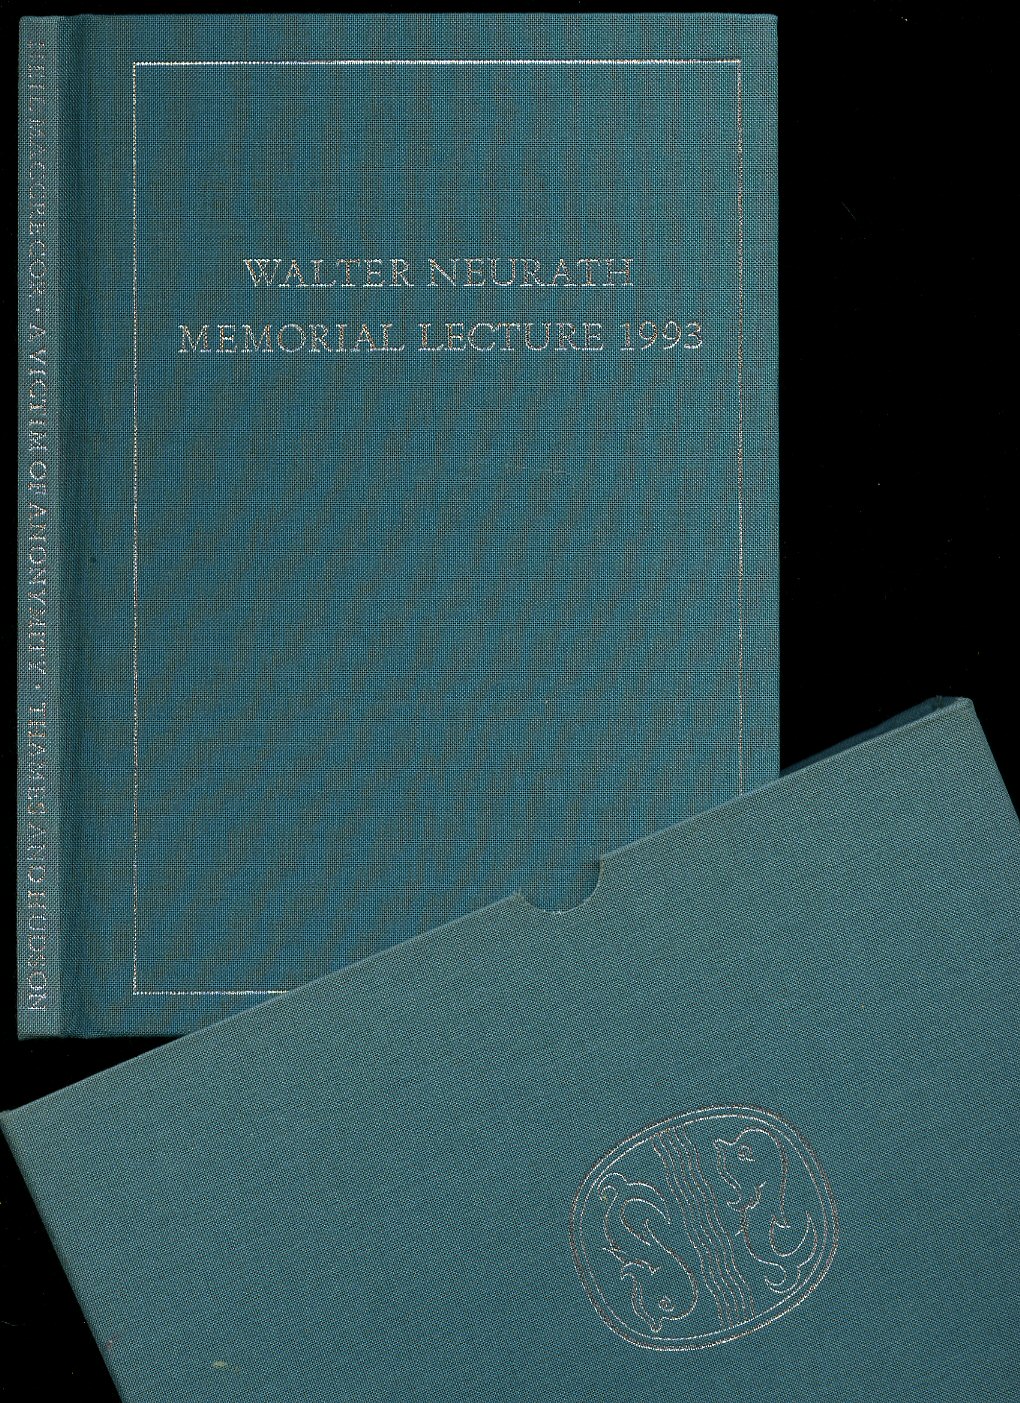 WALTER NEURATH
MEMORIAL LECTURE 1993
NEIL MACGREGOR · A VICTIM OF ANONYMITY · THAMES AND HUDSON